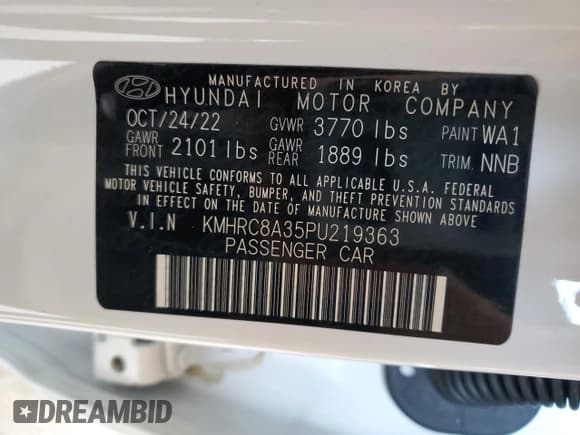 MANUFACTURED IN KOREA BY
HYUNDAI MOTOR COMPANY
OCT/24/22 GVWR 3770 lbs PAINT WA1
GAWR FRONT 2101 lbs GAWR REAR 1889 lbs TRIM. NNB
THIS VEHICLE CONFORMS TO ALL APPLICABLE U.S.A. FEDERAL
MOTOR VEHICLE SAFETY, BUMPER, AND THEFT PREVENTION STANDARDS
IN EFFECT ON THE DATE OF MANUFACTURE SHOWN ABOVE.
V.I.N KMHRC8A35PU219363
PASSENGER CAR
DREAMBID